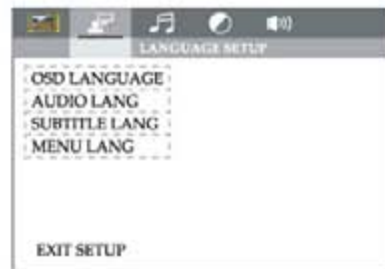 LANGUAGE SETUP
OSD LANGUAGE
AUDIO LANG
SUBTITLE LANG
MENU LANG
EXIT SETUP